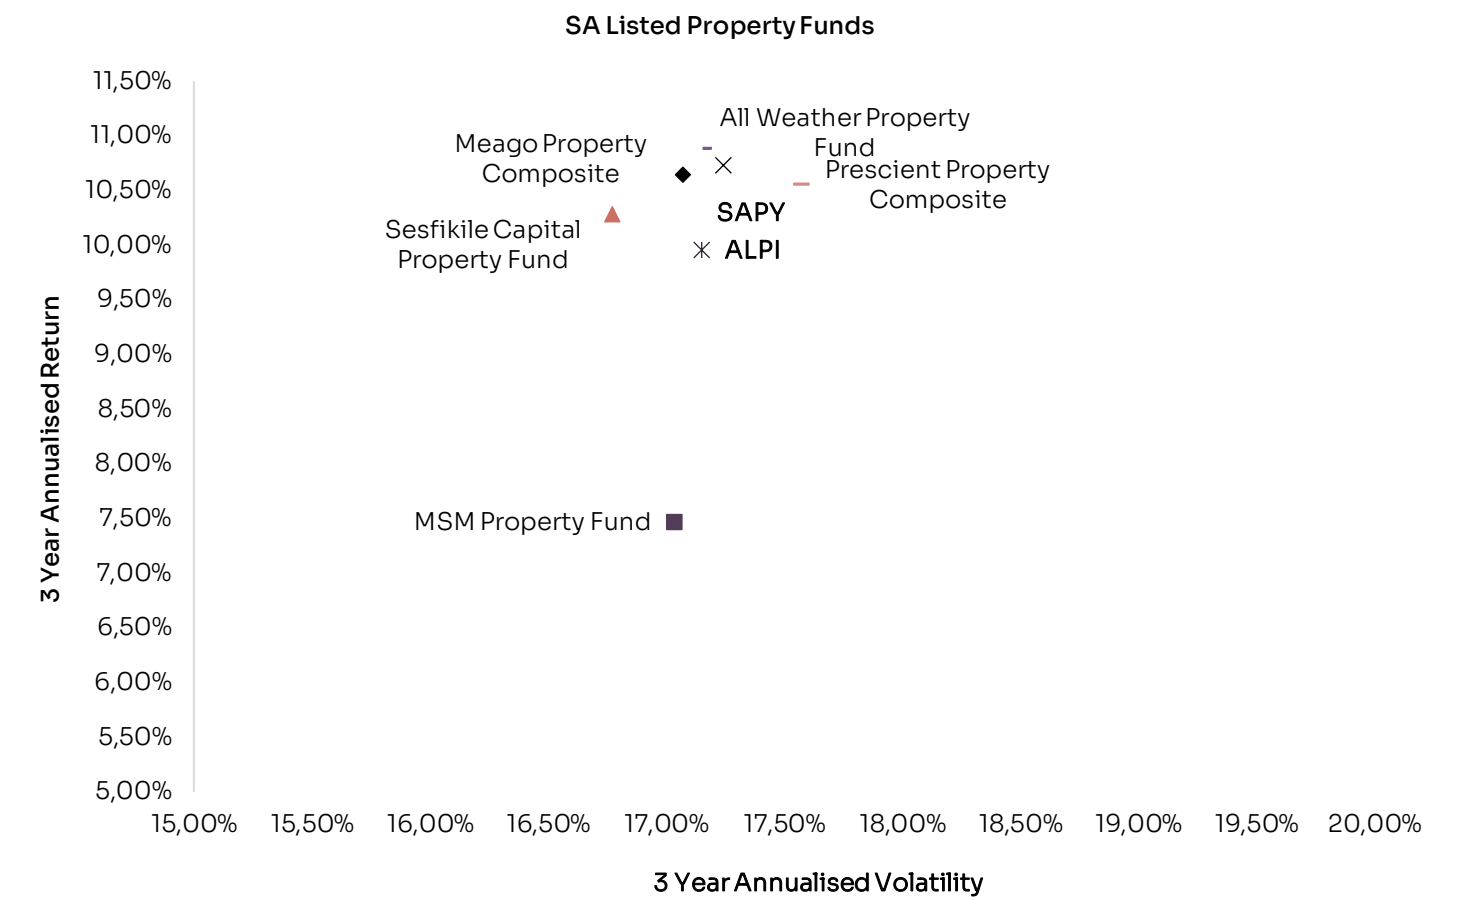 SA Listed Property Funds
11,50%
11,00%
10,50%
10,00%
9,50%
9,00%
8,50%
8,00%
7,50%
7,00%
6,50%
6,00%
5,50%
5,00%
3 Year Annualised Return
All Weather Property
Fund
Meago Property
Composite
Prescient Property
Composite
SAPY
Sesfikile Capital
Property Fund
ALPI
MSM Property Fund
15,00% 15,50% 16,00% 16,50% 17,00% 17,50% 18,00% 18,50% 19,00% 19,50% 20,00%
3 Year Annualised Volatility